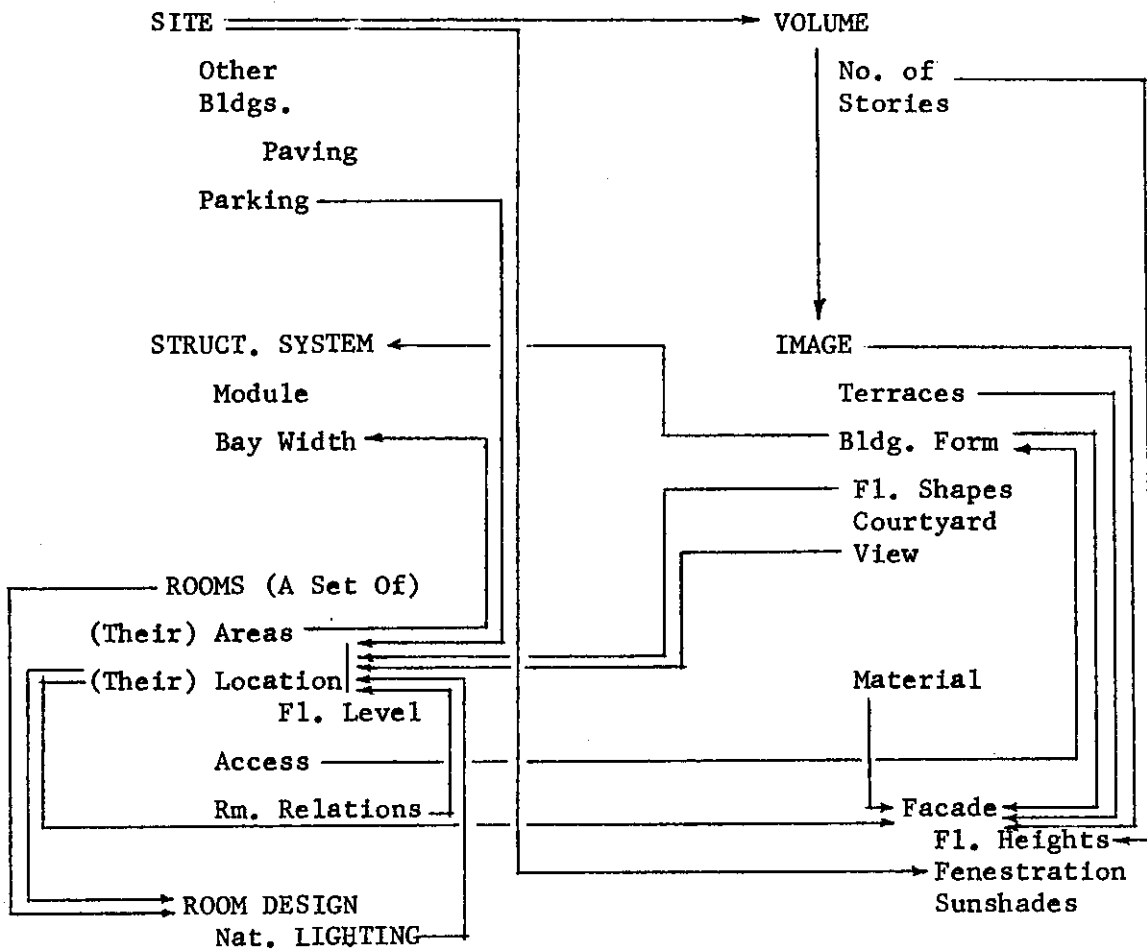 SITE
Other
Bldgs.
Paving
Parking
VOLUME
No. of
Stories
STRUCT. SYSTEM
Module
Bay Width
IMAGE
Terraces
Bldg. Form
Fl. Shapes
Courtyard
View
ROOMS (A Set Of)
(Their) Areas
(Their) Location
Fl. Level
Access
Rm. Relations
Material
Facade
Fl. Heights
Fenestration
Sunshades
ROOM DESIGN
Nat. LIGHTING